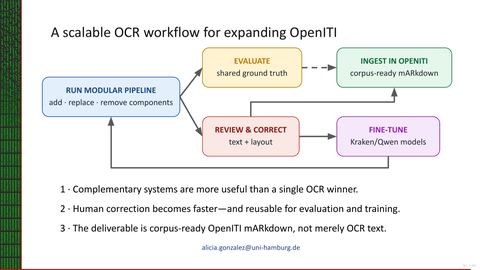 A scalable OCR workflow for expanding OpenITI
EVALUATE
shared ground truth
INGEST IN OPENITI
corpus-ready mARkdown
RUN MODULAR PIPELINE
add · replace · remove components
REVIEW & CORRECT
text + layout
FINE-TUNE
Kraken/Qwen models
1 · Complementary systems are more useful than a single OCR winner.
2 · Human correction becomes faster—and reusable for evaluation and training.
3 · The deliverable is corpus-ready OpenITI mARkdown, not merely OCR text.
alicia.gonzalez@uni-hamburg.de